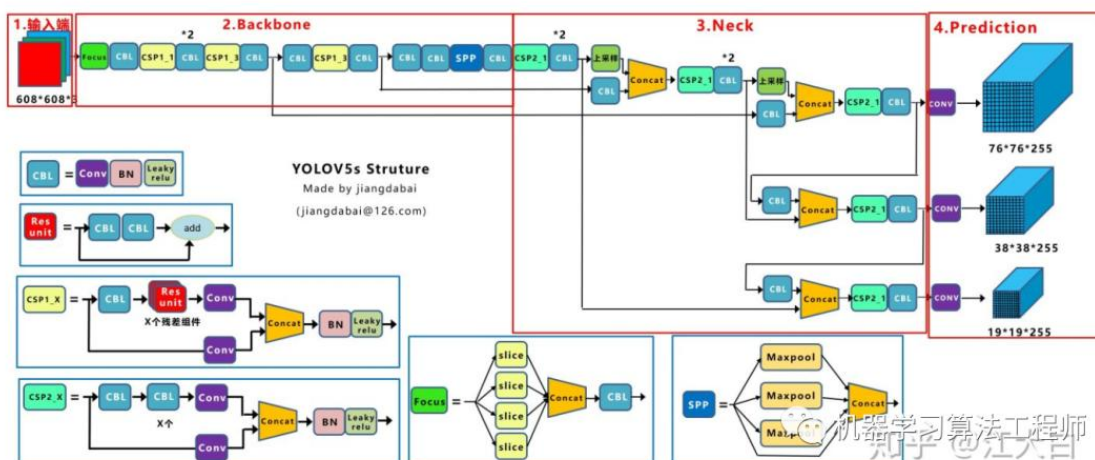 1.输入端
2.Backbone
3.Neck
4.Prediction
*2
*2
*2
Focus CBL CSP1_1 CBL CSP1_3 CBL CBL CSP1_3 CBL CBL CBL SPP CBL CSP2_1 CBL 上采样
CBL Concat CSP2_1 CBL 上采样
CBL Concat CSP2_1 CBL CONV
608*608*3
76*76*255
YOLOV5s Struture
Made by jiangdabai
(jiangdabai@126.com)
CBL = Conv BN Leaky relu
CBL Concat CSP2_1 CBL CONV
38*38*255
Res unit = CBL CBL add
CBL Concat CSP2_1 CBL CONV
19*19*255
CSP1_X = CBL Res unit Conv
X个残差组件
Concat BN Leaky relu
Conv
CSP2_X = CBL CBL Conv
X个
Concat BN Leaky relu
Conv
Focus = slice
slice
slice
slice
Concat CBL
SPP = Maxpool
Maxpool
Maxpool
Concat
机器学习算法工程师
知乎 @江大白